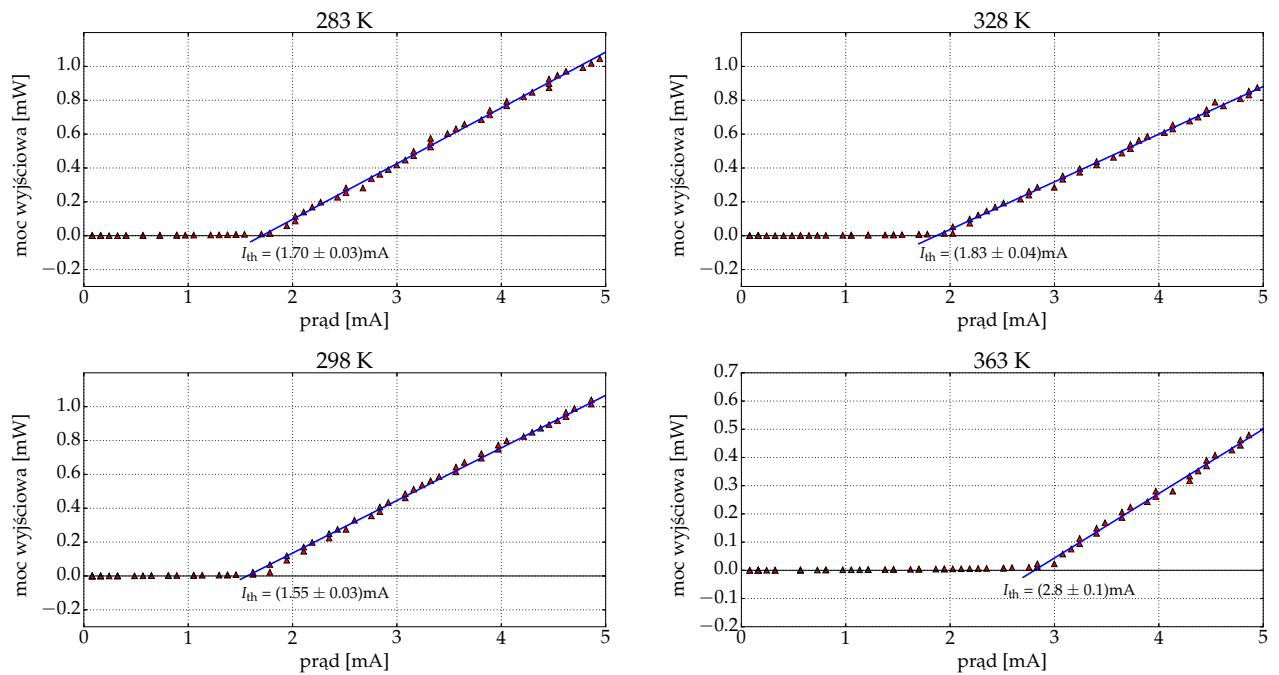 283 K
moc wyjściowa [mW]
1.0
0.8
0.6
0.4
0.2
0.0
−0.2
I_th = (1.70 ± 0.03)mA
0 1 2 3 4 5
prąd [mA]
328 K
moc wyjściowa [mW]
1.0
0.8
0.6
0.4
0.2
0.0
−0.2
I_th = (1.83 ± 0.04)mA
0 1 2 3 4 5
prąd [mA]
298 K
moc wyjściowa [mW]
1.0
0.8
0.6
0.4
0.2
0.0
−0.2
I_th = (1.55 ± 0.03)mA
0 1 2 3 4 5
prąd [mA]
363 K
moc wyjściowa [mW]
0.7
0.6
0.5
0.4
0.3
0.2
0.1
0.0
−0.1
−0.2
I_th = (2.8 ± 0.1)mA
0 1 2 3 4 5
prąd [mA]